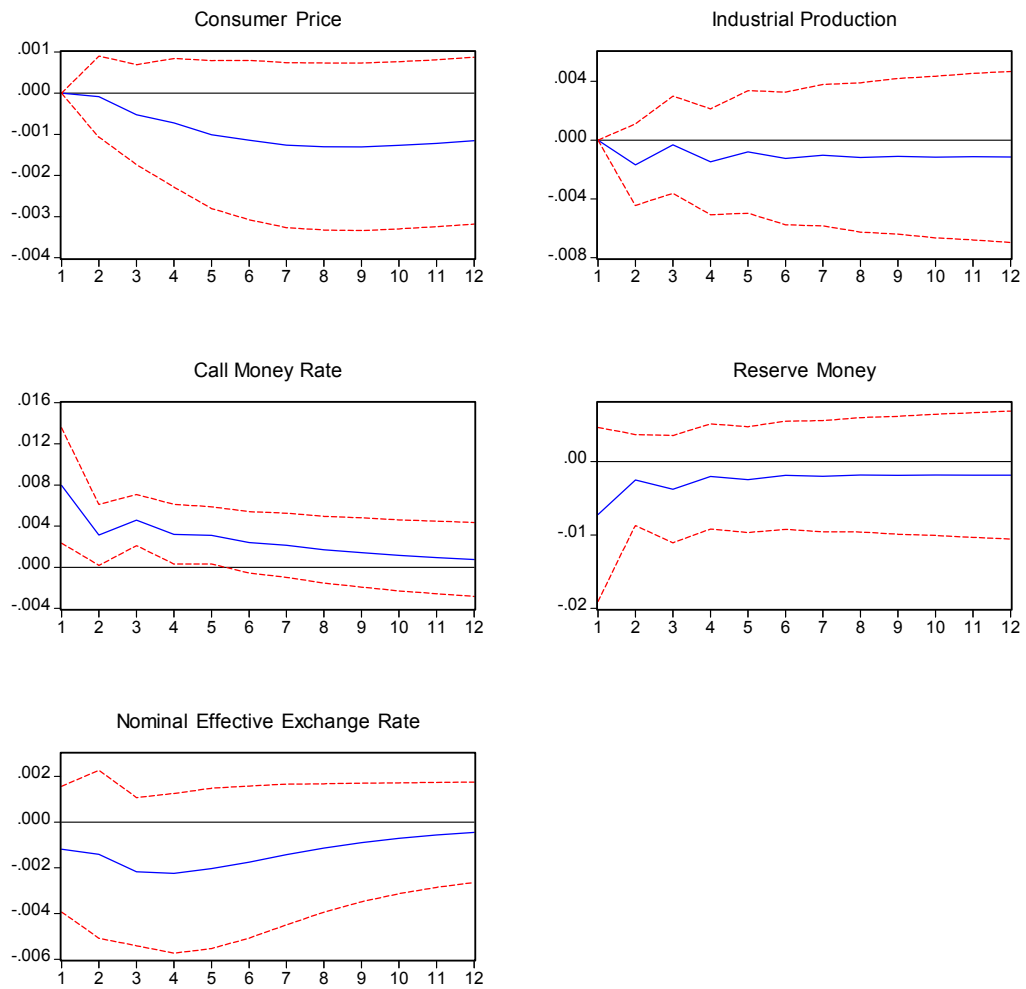 Consumer Price
.001
.000
-.001
-.002
-.003
-.004
1 2 3 4 5 6 7 8 9 10 11 12
Industrial Production
.004
.000
-.004
-.008
1 2 3 4 5 6 7 8 9 10 11 12
Call Money Rate
.016
.012
.008
.004
.000
-.004
1 2 3 4 5 6 7 8 9 10 11 12
Reserve Money
.00
-.01
-.02
1 2 3 4 5 6 7 8 9 10 11 12
Nominal Effective Exchange Rate
.002
.000
-.002
-.004
-.006
1 2 3 4 5 6 7 8 9 10 11 12